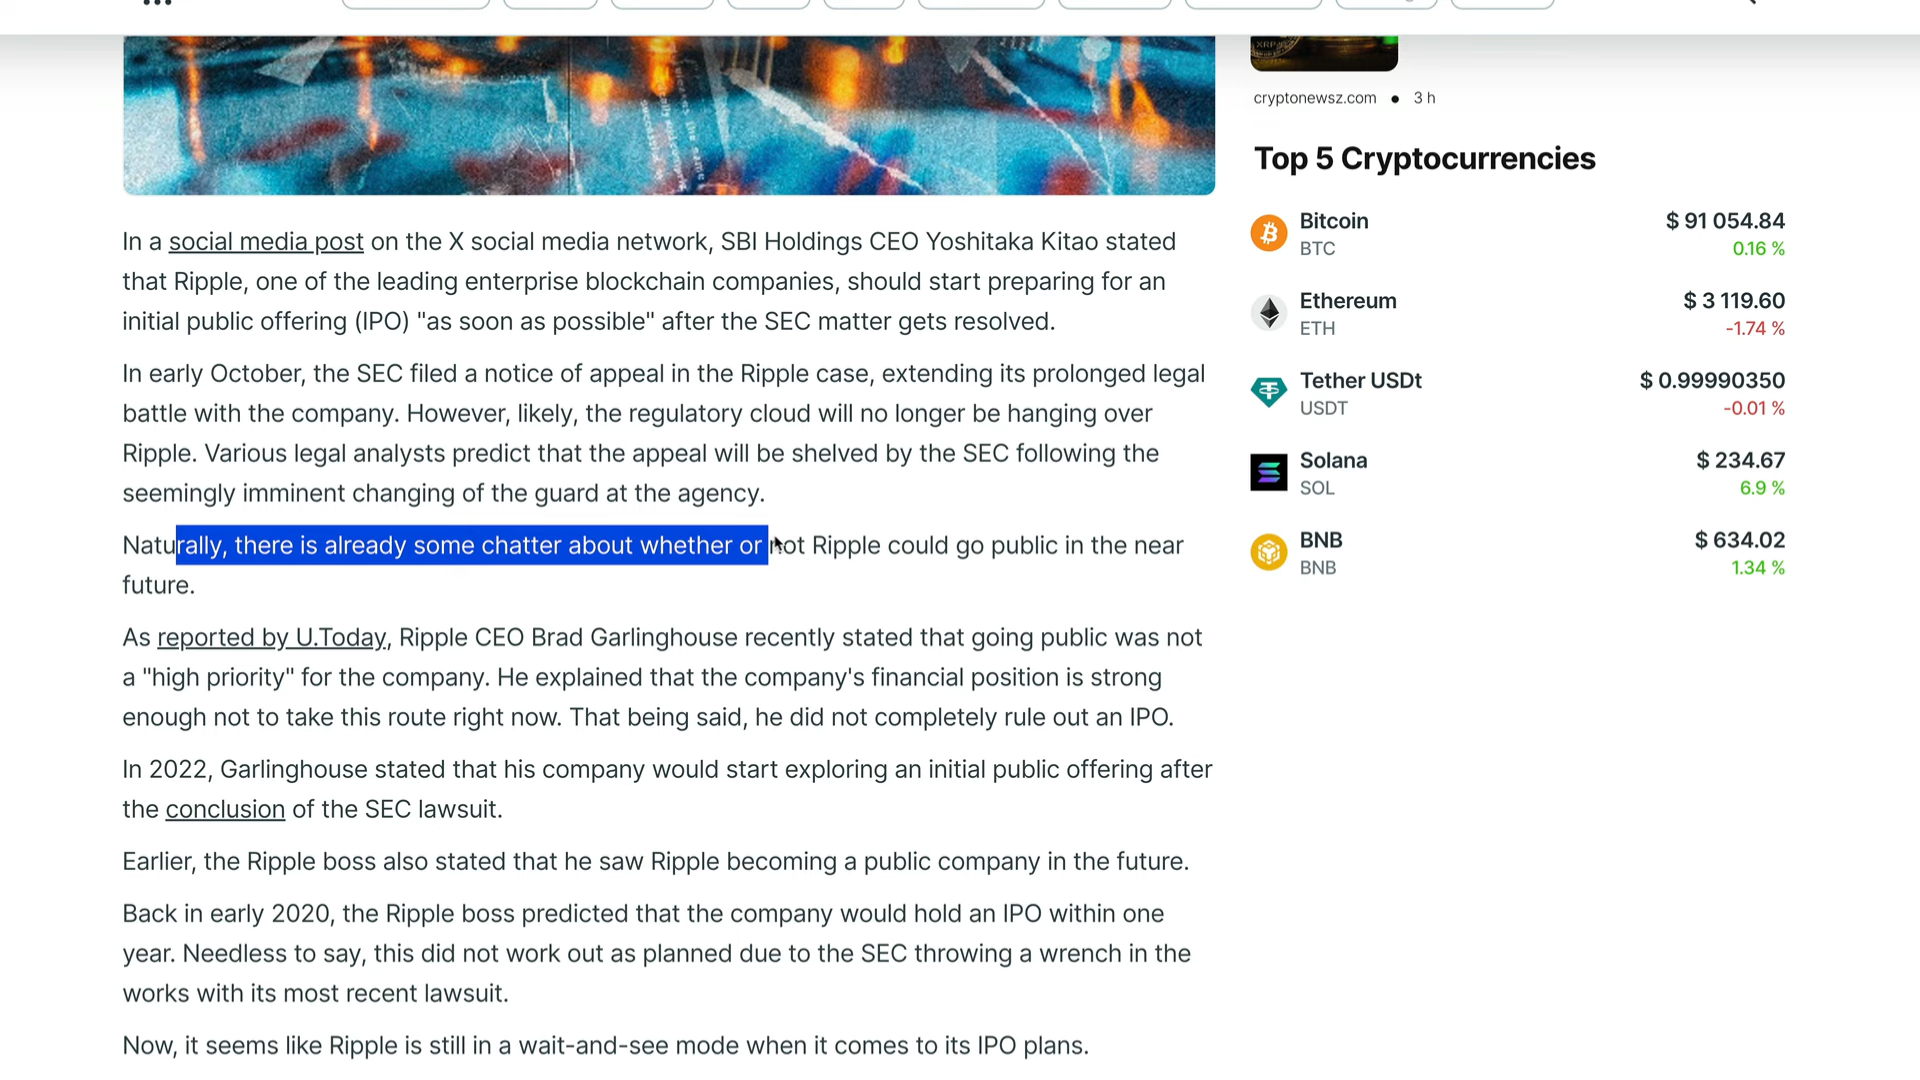 XRP
cryptonewsz.com • 3 h
Top 5 Cryptocurrencies
Bitcoin
BTC
$ 91 054.84
0.16 %
Ethereum
ETH
$ 3 119.60
-1.74 %
Tether USDt
USDT
$ 0.99990350
-0.01 %
Solana
SOL
$ 234.67
6.9 %
BNB
BNB
$ 634.02
1.34 %
In a social media post on the X social media network, SBI Holdings CEO Yoshitaka Kitao stated
that Ripple, one of the leading enterprise blockchain companies, should start preparing for an
initial public offering (IPO) "as soon as possible" after the SEC matter gets resolved.
In early October, the SEC filed a notice of appeal in the Ripple case, extending its prolonged legal
battle with the company. However, likely, the regulatory cloud will no longer be hanging over
Ripple. Various legal analysts predict that the appeal will be shelved by the SEC following the
seemingly imminent changing of the guard at the agency.
Naturally, there is already some chatter about whether or not Ripple could go public in the near
future.
As reported by U.Today, Ripple CEO Brad Garlinghouse recently stated that going public was not
a "high priority" for the company. He explained that the company's financial position is strong
enough not to take this route right now. That being said, he did not completely rule out an IPO.
In 2022, Garlinghouse stated that his company would start exploring an initial public offering after
the conclusion of the SEC lawsuit.
Earlier, the Ripple boss also stated that he saw Ripple becoming a public company in the future.
Back in early 2020, the Ripple boss predicted that the company would hold an IPO within one
year. Needless to say, this did not work out as planned due to the SEC throwing a wrench in the
works with its most recent lawsuit.
Now, it seems like Ripple is still in a wait-and-see mode when it comes to its IPO plans.